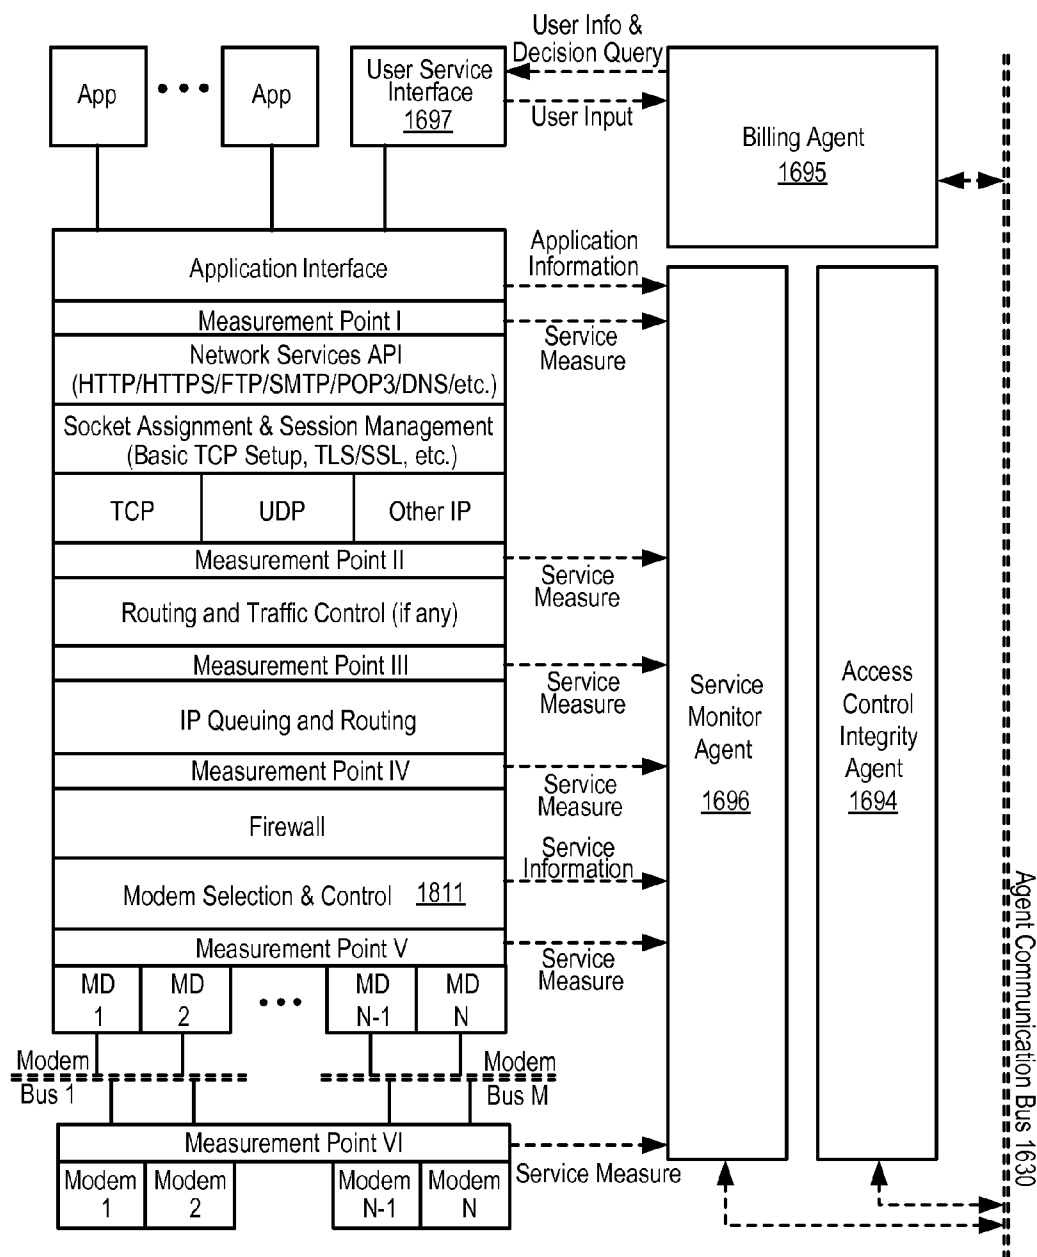 App
App
User Service
Interface
1697
User Info &
Decision Query
User Input
Billing Agent
1695
Application Interface
Application
Information
Measurement Point I
Service
Measure
Network Services API
(HTTP/HTTPS/FTP/SMTP/POP3/DNS/etc.)
Socket Assignment & Session Management
(Basic TCP Setup, TLS/SSL, etc.)
TCP
UDP
Other IP
Measurement Point II
Service
Measure
Routing and Traffic Control (if any)
Measurement Point III
Service
Measure
IP Queuing and Routing
Measurement Point IV
Service
Measure
Firewall
Service
Information
Modem Selection & Control 1811
Measurement Point V
Service
Measure
MD
1
MD
2
MD
N-1
MD
N
Modem
Bus 1
Modem
Bus M
Measurement Point VI
Service Measure
Modem
1
Modem
2
Modem
N-1
Modem
N
Service
Monitor
Agent
1696
Access
Control
Integrity
Agent
1694
Agent Communication Bus 1630